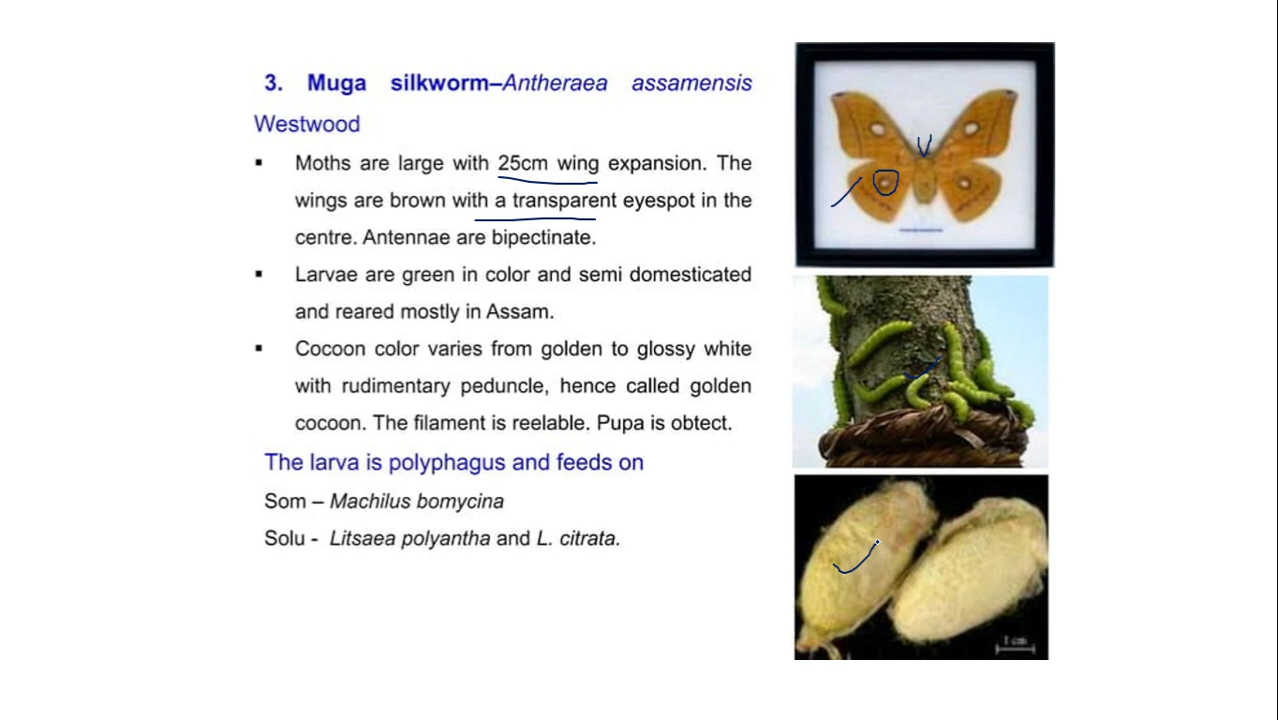 3. Muga silkworm–Antheraea assamensis
Westwood
▪ Moths are large with 25cm wing expansion. The
wings are brown with a transparent eyespot in the
centre. Antennae are bipectinate.
▪ Larvae are green in color and semi domesticated
and reared mostly in Assam.
▪ Cocoon color varies from golden to glossy white
with rudimentary peduncle, hence called golden
cocoon. The filament is reelable. Pupa is obtect.
The larva is polyphagus and feeds on
Som – Machilus bomycina
Solu - Litsaea polyantha and L. citrata.
1 cm